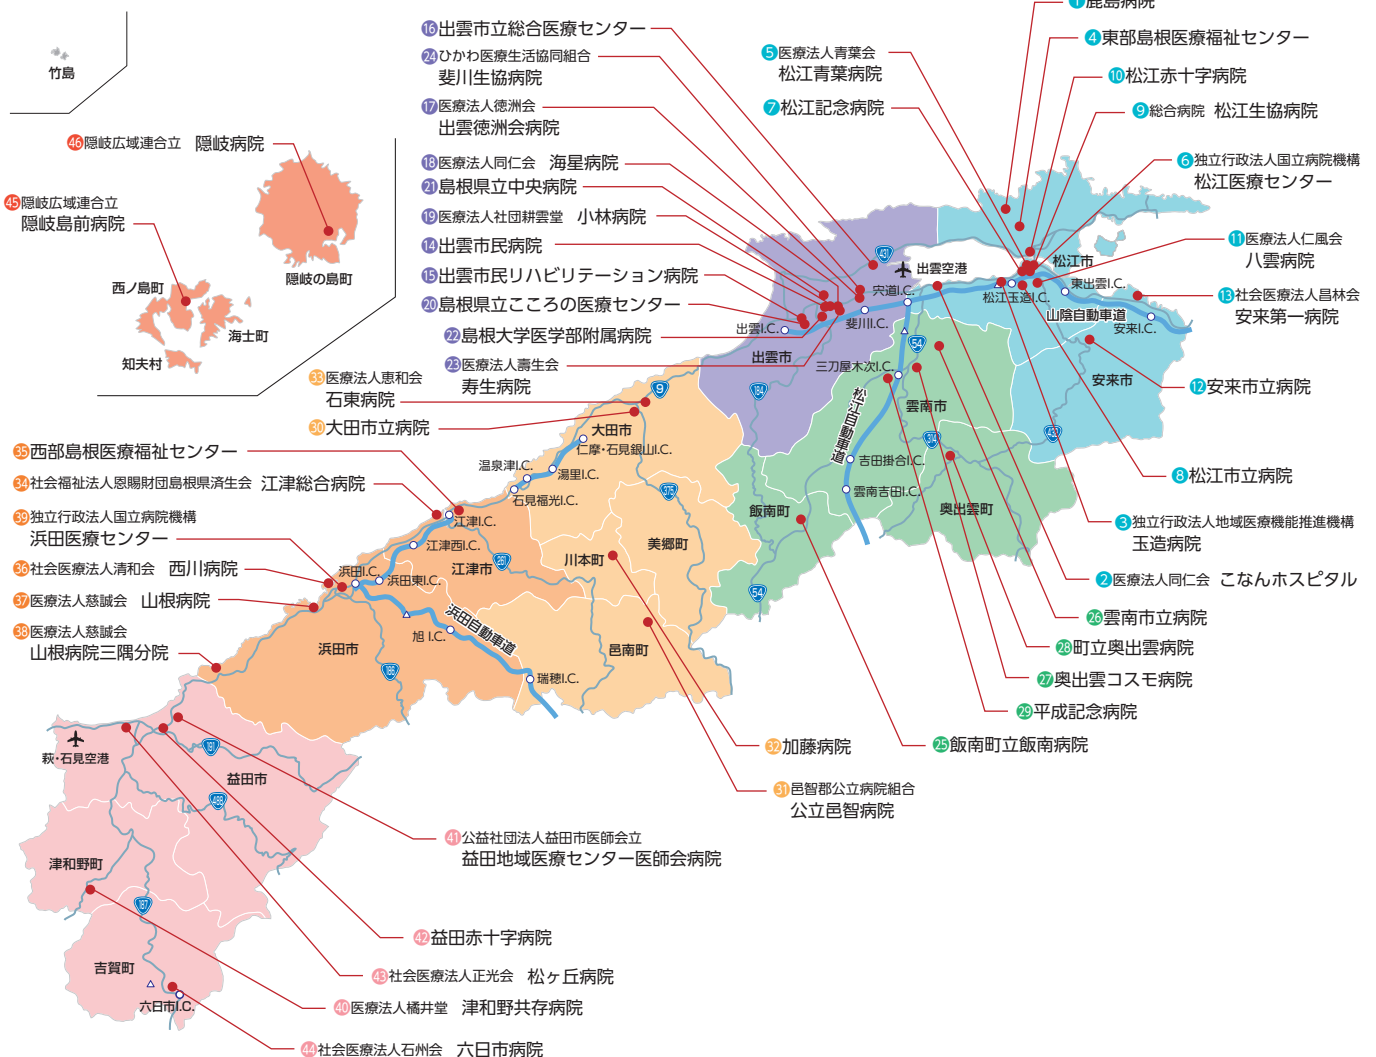 竹島
46隠岐広域連合立 隠岐病院
45隠岐広域連合立
隠岐島前病院
隠岐の島町
西ノ島町
海士町
知夫村
16出雲市立総合医療センター
24ひかわ医療生活協同組合
斐川生協病院
17医療法人徳洲会
出雲徳洲会病院
18医療法人同仁会 海星病院
21島根県立中央病院
19医療法人社団耕雲堂 小林病院
14出雲市民病院
15出雲市民リハビリテーション病院
20島根県立こころの医療センター
22島根大学医学部附属病院
23医療法人壽生会
寿生病院
1鹿島病院
4東部島根医療福祉センター
5医療法人青葉会
松江青葉病院
10松江赤十字病院
7松江記念病院
9総合病院 松江生協病院
6独立行政法人国立病院機構
松江医療センター
11医療法人仁風会
八雲病院
13社会医療法人昌林会
安来第一病院
12安来市立病院
8松江市立病院
3独立行政法人地域医療機能推進機構
玉造病院
2医療法人同仁会 こなんホスピタル
26雲南市立病院
28町立奥出雲病院
27奥出雲コスモ病院
29平成記念病院
25飯南町立飯南病院
431
出雲空港
宍道I.C.
松江市
松江玉造I.C.
東出雲I.C.
山陰自動車道
安来I.C.
安来市
出雲I.C.
斐川I.C.
出雲市
54
三刀屋木次I.C.
雲南市
184
松江自動車道
314
432
吉田掛合I.C.
雲南吉田I.C.
飯南町
奥出雲町
54
33医療法人恵和会
石東病院
30大田市立病院
9
大田市
仁摩・石見銀山I.C.
温泉津I.C.
湯里I.C.
石見福光I.C.
375
35西部島根医療福祉センター
34社会福祉法人恩賜財団島根県済生会 江津総合病院
39独立行政法人国立病院機構
浜田医療センター
36社会医療法人清和会 西川病院
37医療法人慈誠会 山根病院
38医療法人慈誠会
山根病院三隅分院
江津I.C.
江津西I.C.
261
江津市
川本町
美郷町
浜田I.C.
浜田東I.C.
浜田自動車道
旭 I.C.
浜田市
186
瑞穂I.C.
邑南町
32加藤病院
31邑智郡公立病院組合
公立邑智病院
萩・石見空港
191
益田市
488
津和野町
187
吉賀町
六日市I.C.
41公益社団法人益田市医師会立
益田地域医療センター医師会病院
42益田赤十字病院
43社会医療法人正光会 松ヶ丘病院
40医療法人橘井堂 津和野共存病院
44社会医療法人石州会 六日市病院